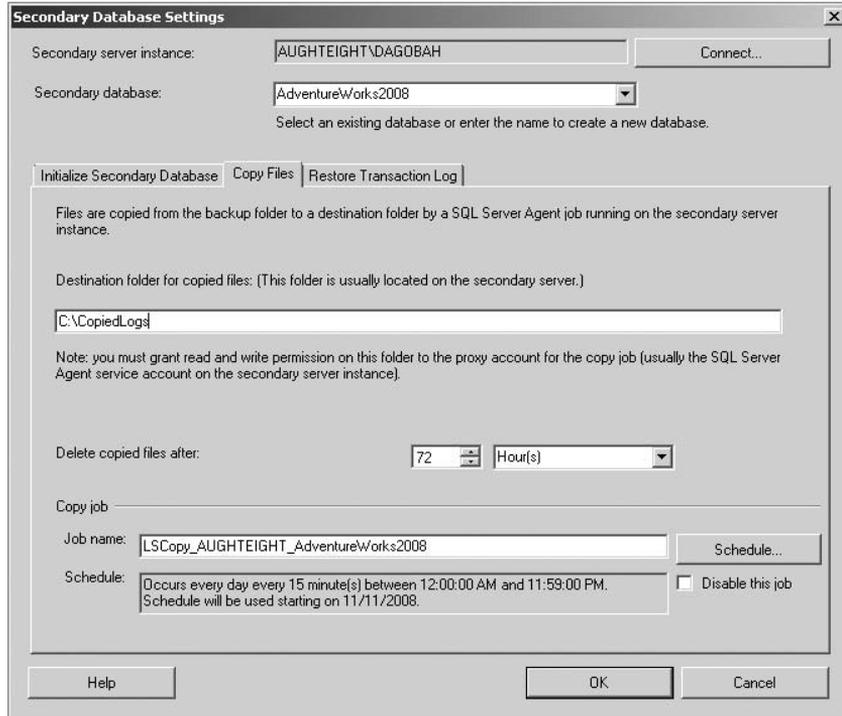 Secondary Database Settings
Secondary server instance:
AUGHTEIGHT\DAGOBAH
Connect...
Secondary database:
AdventureWorks2008
Select an existing database or enter the name to create a new database.
Initialize Secondary Database
Copy Files
Restore Transaction Log
Files are copied from the backup folder to a destination folder by a SQL Server Agent job running on the secondary server
instance.
Destination folder for copied files: (This folder is usually located on the secondary server.)
C:\CopiedLogs
Note: you must grant read and write permission on this folder to the proxy account for the copy job (usually the SQL Server
Agent service account on the secondary server instance).
Delete copied files after:
72
Hour(s)
Copy job
Job name:
LSCopy_AUGHTEIGHT_AdventureWorks2008
Schedule...
Schedule:
Occurs every day every 15 minute(s) between 12:00:00 AM and 11:59:00 PM.
Schedule will be used starting on 11/11/2008.
Disable this job
Help
OK
Cancel